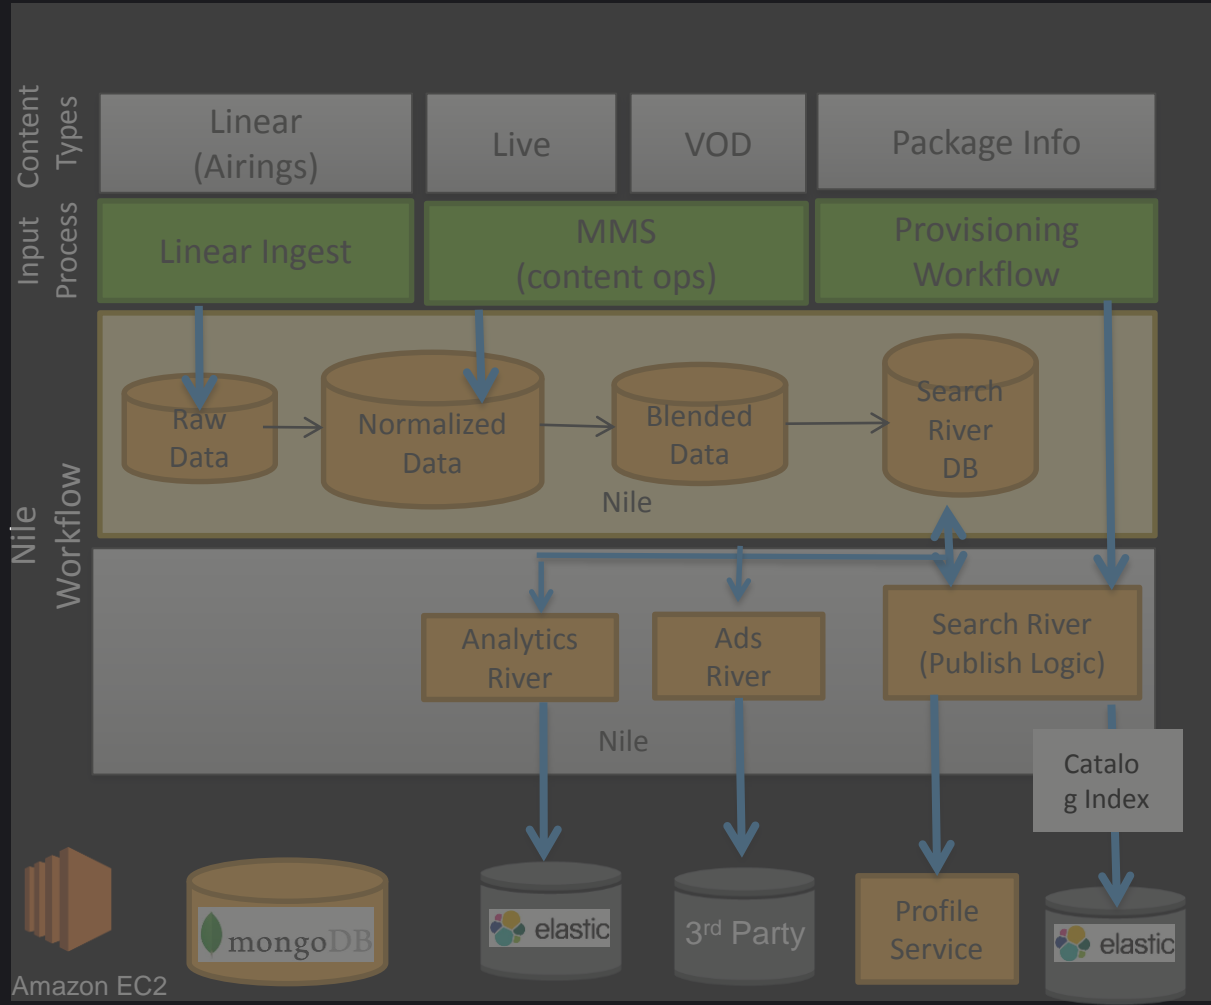 Content
Types
Linear
(Airings)
Live
VOD
Package Info
Input
Process
Linear Ingest
MMS
(content ops)
Provisioning
Workflow
Nile
Workflow
Raw
Data
Normalized
Data
Blended
Data
Search
River
DB
Nile
Analytics
River
Ads
River
Search River
(Publish Logic)
Nile
Catalo
g Index
Amazon EC2
mongoDB
elastic
3rd Party
Profile
Service
elastic